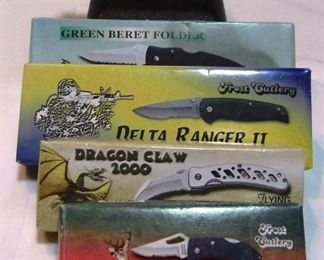 GREEN BERET FOLDER
Frost Cutlery
DELTA RANGER II
DRAGON CLAW
2000
FLYING
Frost
Cutlery